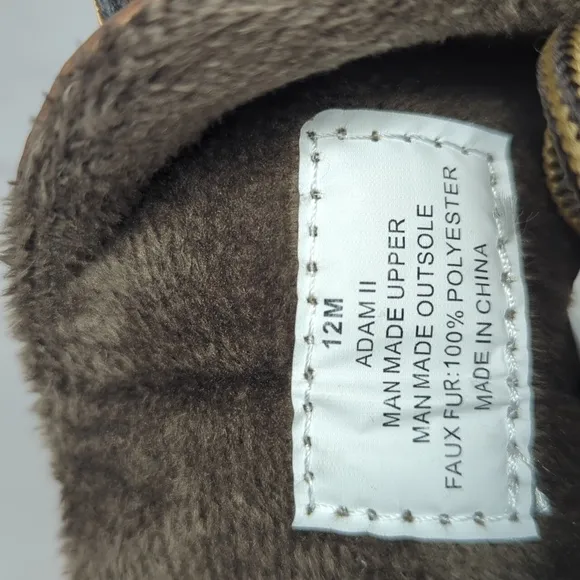 12M
ADAM II
MAN MADE UPPER
MAN MADE OUTSOLE
FAUX FUR:100% POLYESTER
MADE IN CHINA